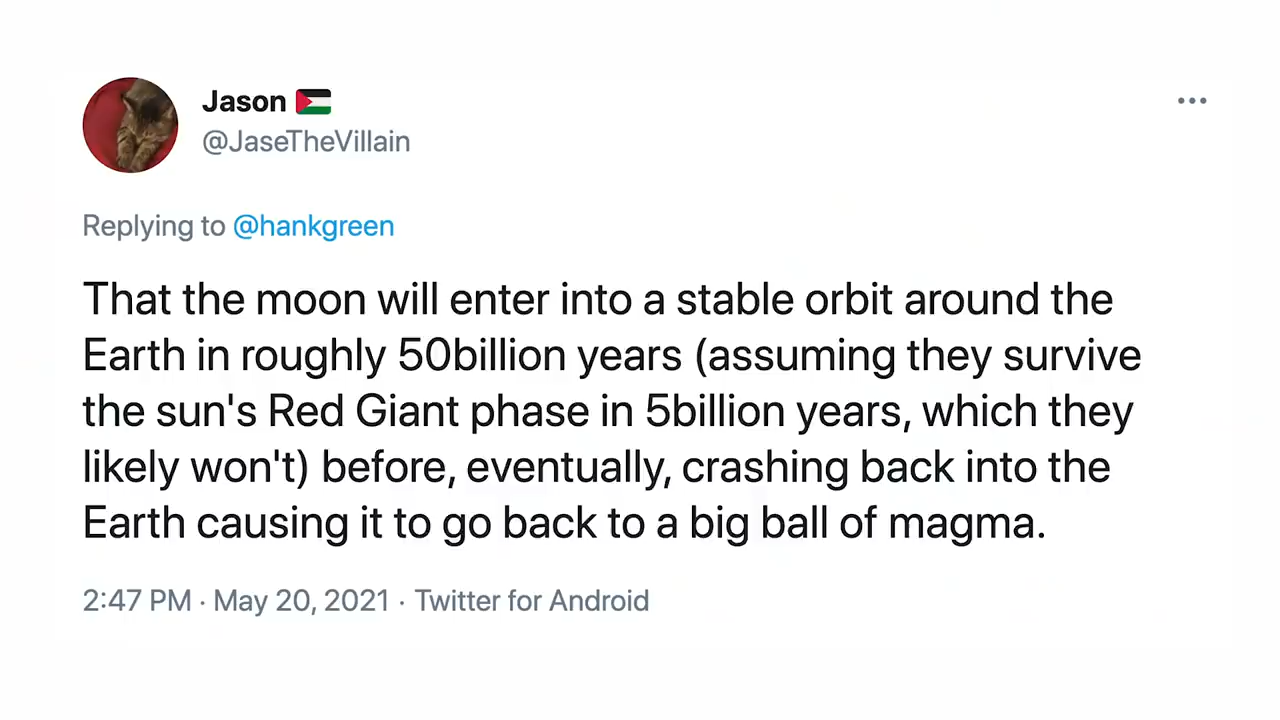 Jason 🇵🇸
@JaseTheVillain
Replying to @hankgreen
That the moon will enter into a stable orbit around the
Earth in roughly 50billion years (assuming they survive
the sun's Red Giant phase in 5billion years, which they
likely won't) before, eventually, crashing back into the
Earth causing it to go back to a big ball of magma.
2:47 PM · May 20, 2021 · Twitter for Android